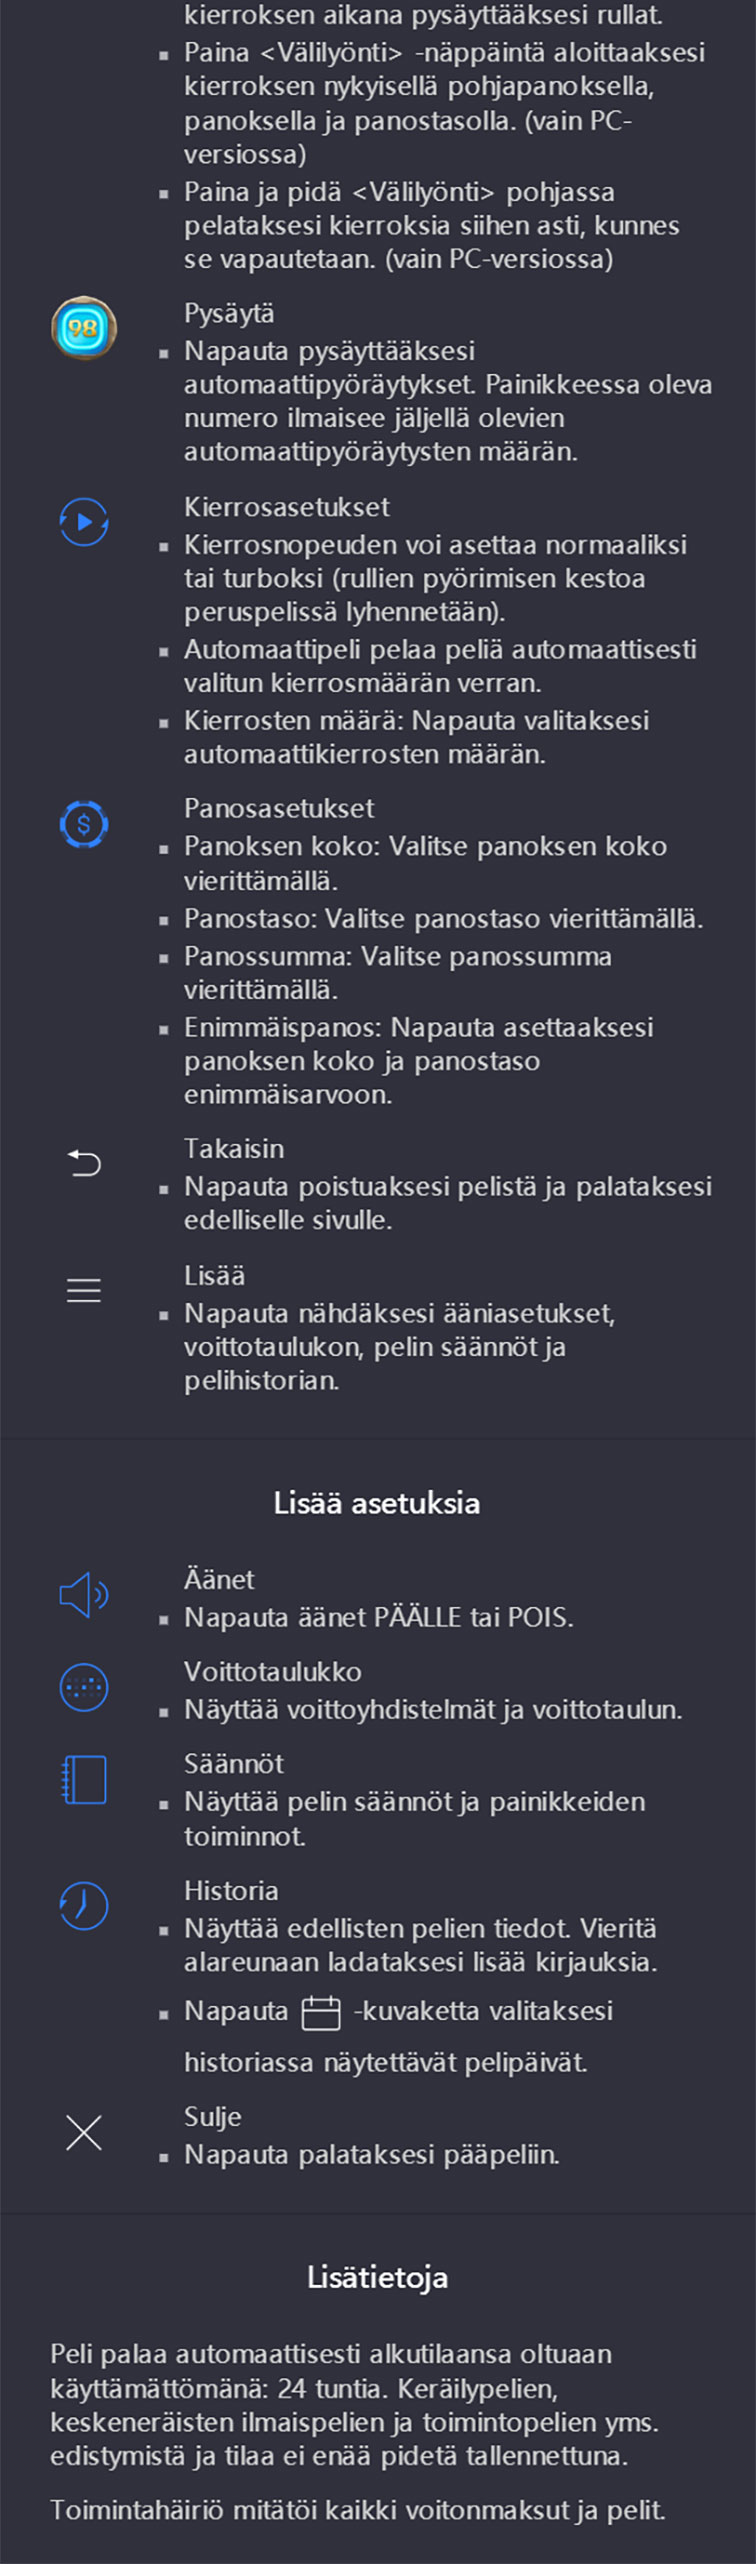 kierroksen aikana pysäyttääksesi rullat.
▪ Paina <Välilyönti> -näppäintä aloittaaksesi
kierroksen nykyisellä pohjapanoksella,
panoksella ja panostasolla. (vain PC-
versiossa)
▪ Paina ja pidä <Välilyönti> pohjassa
pelataksesi kierroksia siihen asti, kunnes
se vapautetaan. (vain PC-versiossa)
98
Pysäytä
▪ Napauta pysäyttääksesi
automaattipyöräytykset. Painikkeessa oleva
numero ilmaisee jäljellä olevien
automaattipyöräytysten määrän.
Kierrosasetukset
▪ Kierrosnopeuden voi asettaa normaaliksi
tai turboksi (rullien pyörimisen kestoa
peruspelissä lyhennetään).
▪ Automaattipeli pelaa peliä automaattisesti
valitun kierrosmäärän verran.
▪ Kierrosten määrä: Napauta valitaksesi
automaattikierrosten määrän.
$
Panosasetukset
▪ Panoksen koko: Valitse panoksen koko
vierittämällä.
▪ Panostaso: Valitse panostaso vierittämällä.
▪ Panossumma: Valitse panossumma
vierittämällä.
▪ Enimmäispanos: Napauta asettaaksesi
panoksen koko ja panostaso
enimmäisarvoon.
Takaisin
▪ Napauta poistuaksesi pelistä ja palataksesi
edelliselle sivulle.
Lisää
▪ Napauta nähdäksesi ääniasetukset,
voittotaulukon, pelin säännöt ja
pelihistorian.
Lisää asetuksia
Äänet
▪ Napauta äänet PÄÄLLE tai POIS.
Voittotaulukko
▪ Näyttää voittoyhdistelmät ja voittotaulun.
Säännöt
▪ Näyttää pelin säännöt ja painikkeiden
toiminnot.
Historia
▪ Näyttää edellisten pelien tiedot. Vieritä
alareunaan ladataksesi lisää kirjauksia.
▪ Napauta -kuvaketta valitaksesi
historiassa näytettävät pelipäivät.
Sulje
▪ Napauta palataksesi pääpeliin.
Lisätietoja
Peli palaa automaattisesti alkutilaansa oltuaan
käyttämättömänä: 24 tuntia. Keräilypelien,
keskeneräisten ilmaispelien ja toimintopelien yms.
edistymistä ja tilaa ei enää pidetä tallennettuna.
Toimintahäiriö mitätöi kaikki voitonmaksut ja pelit.